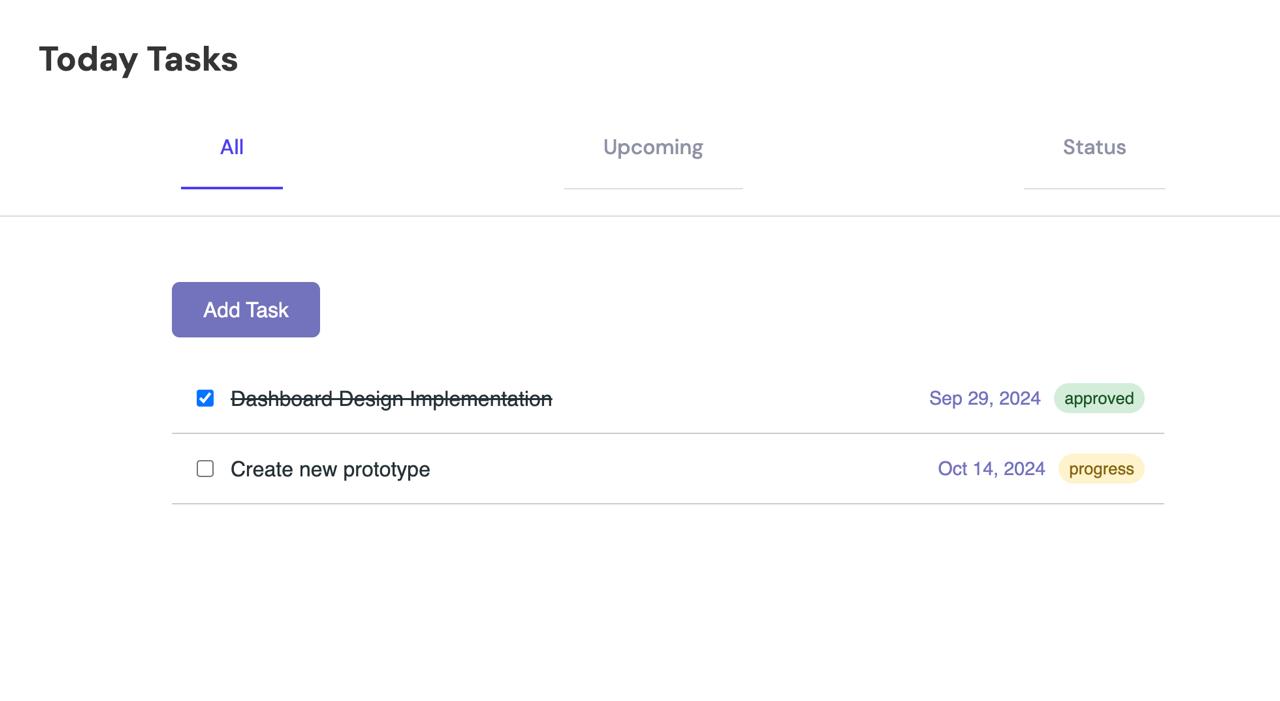 Today Tasks
All Upcoming Status
Add Task
Dashboard Design Implementation Sep 29, 2024 approved
Create new prototype Oct 14, 2024 progress